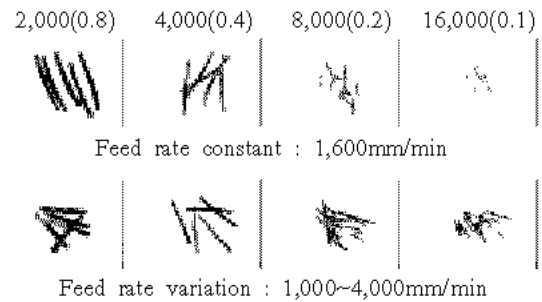 2,000(0.8) 4,000(0.4) 8,000(0.2) 16,000(0.1)
Feed rate constant : 1,600mm/min
Feed rate variation : 1,000~4,000mm/min